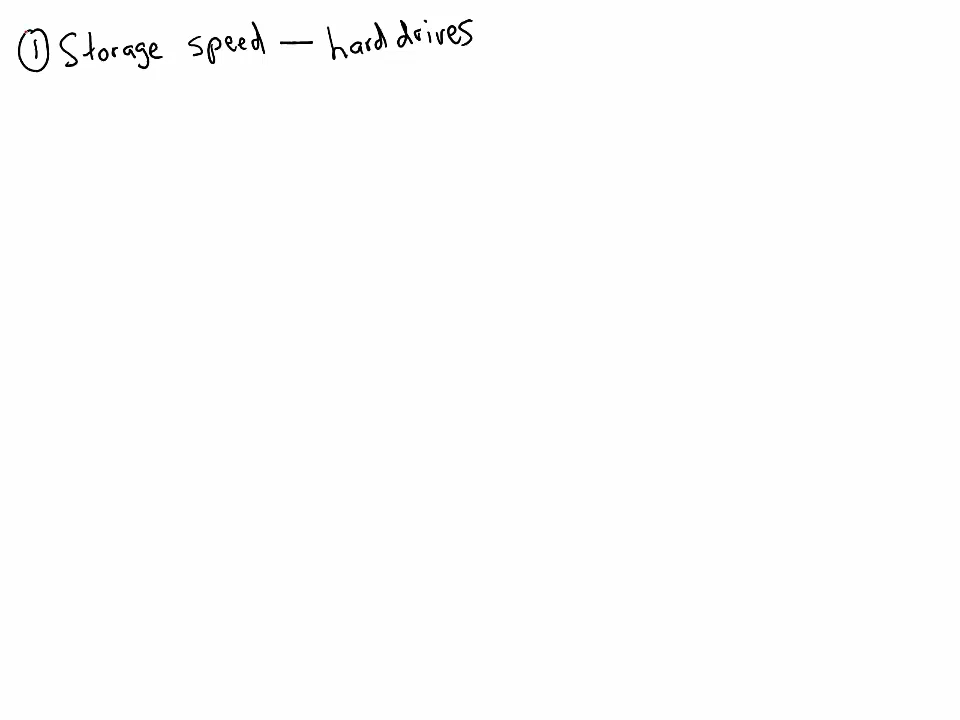 ① Storage speed — hard drives